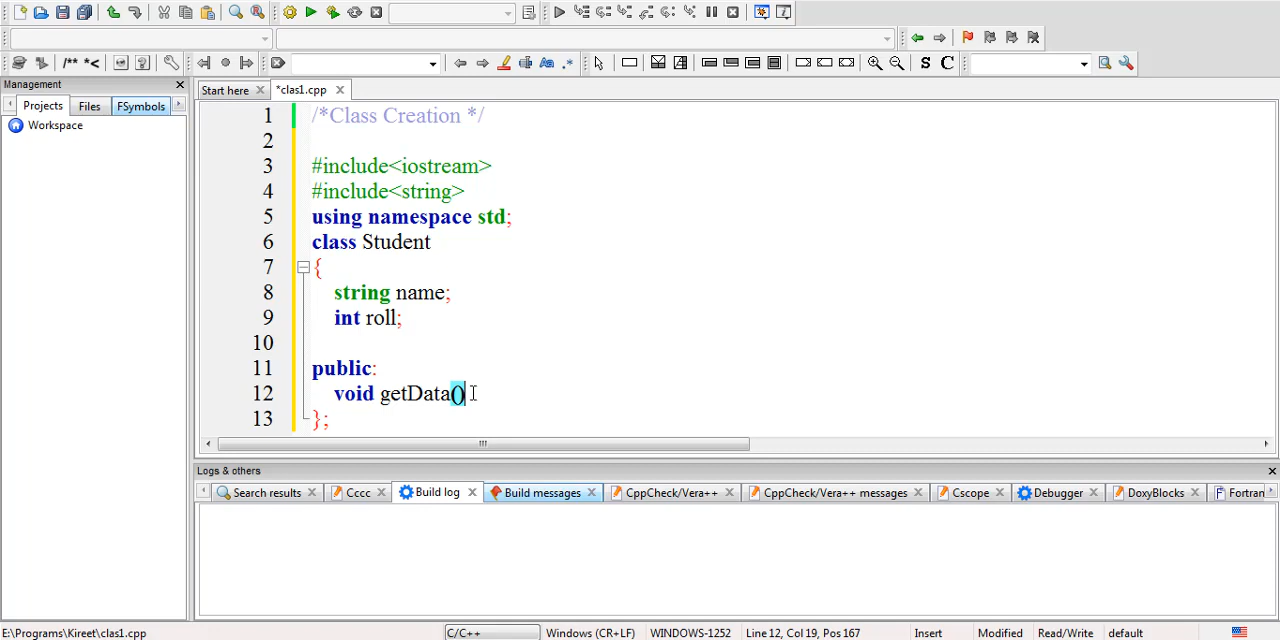 /** *<
S C
Management
Projects Files FSymbols
Workspace
Start here *clas1.cpp
1 /*Class Creation */
2
3 #include<iostream>
4 #include<string>
5 using namespace std;
6 class Student
7 {
8 string name;
9 int roll;
10
11 public:
12 void getData()
13 };
Logs & others
Search results Cccc Build log Build messages CppCheck/Vera++ CppCheck/Vera++ messages Cscope Debugger DoxyBlocks Fortran
E:\Programs\Kireet\clas1.cpp C/C++ Windows (CR+LF) WINDOWS-1252 Line 12, Col 19, Pos 167 Insert Modified Read/Write default